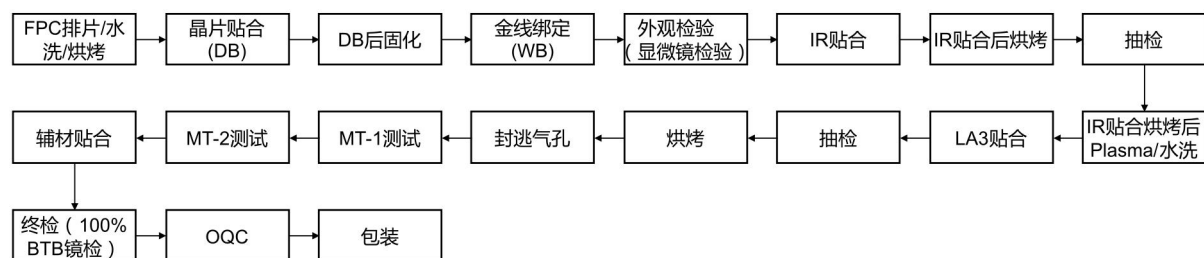 FPC排片/水
洗/烘烤
晶片贴合
(DB)
DB后固化
金线绑定
(WB)
外观检验
（显微镜检验）
IR贴合
IR贴合后烘烤
抽检
IR贴合烘烤后
Plasma/水洗
LA3贴合
抽检
烘烤
封逃气孔
MT-1测试
MT-2测试
辅材贴合
终检（100%
BTB镜检）
OQC
包装